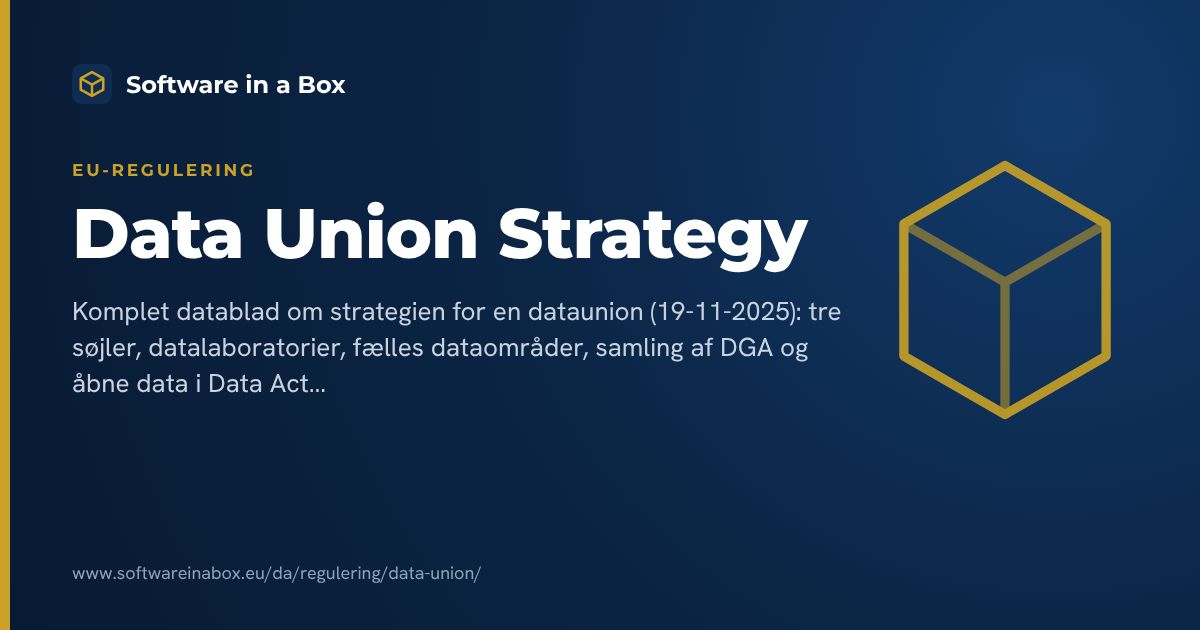 Software in a Box
EU-REGULERING
Data Union Strategy
Komplet datablad om strategien for en dataunion (19-11-2025): tre
søjler, datalaboratorier, fælles dataområder, samling af DGA og
åbne data i Data Act...
www.softwareinabox.eu/da/regulering/data-union/